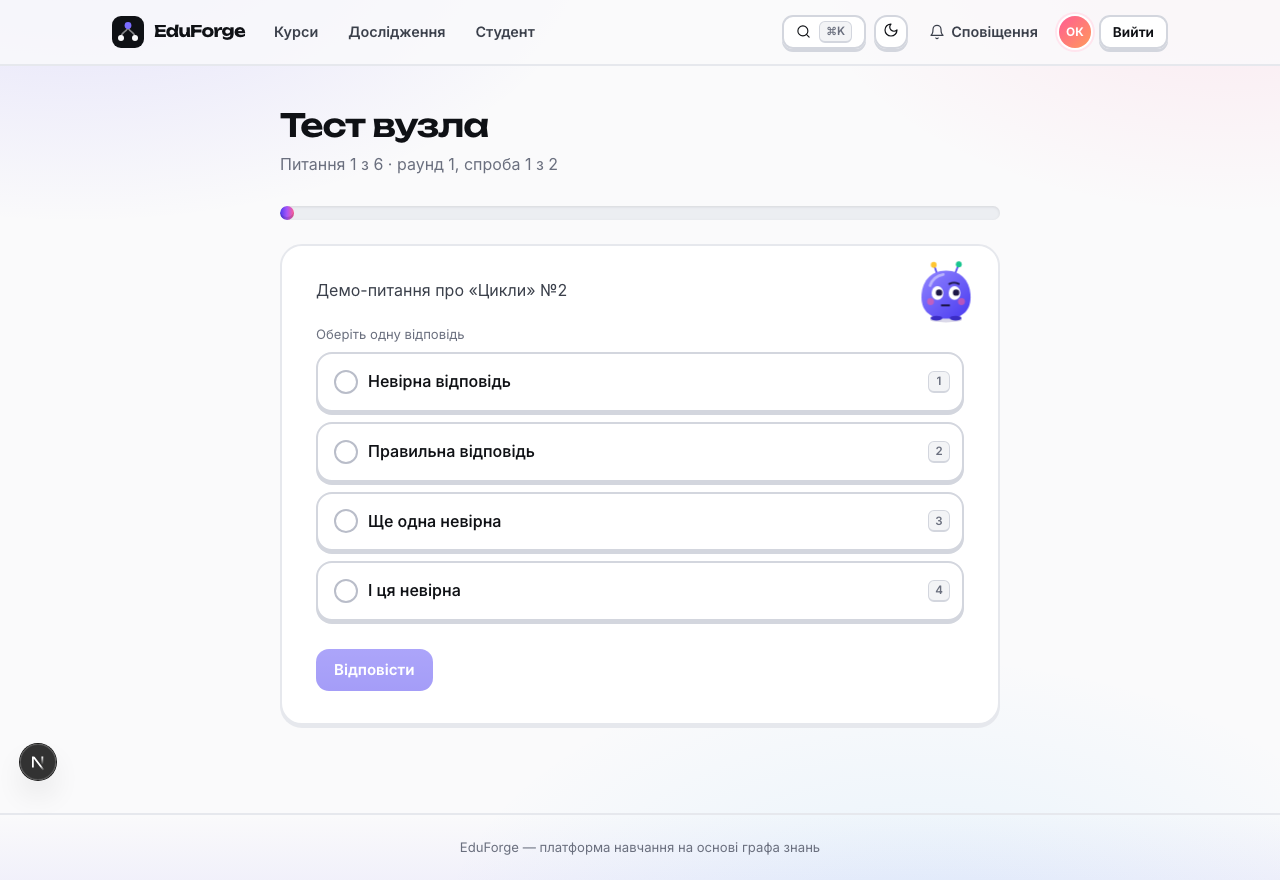 EduForge
Курси
Дослідження
Студент
⌘K
Сповіщення
ОК
Вийти
Тест вузла
Питання 1 з 6 · раунд 1, спроба 1 з 2
Демо-питання про «Цикли» №2
Оберіть одну відповідь
Невірна відповідь
1
Правильна відповідь
2
Ще одна невірна
3
І ця невірна
4
Відповісти
N
EduForge — платформа навчання на основі графа знань